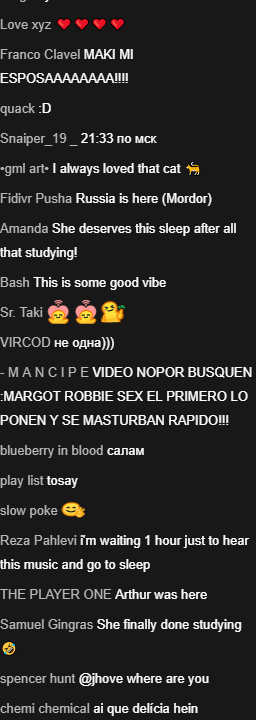 Love xyz ❤❤❤❤
Franco Clavel MAKI MI
ESPOSAAAAAAAA!!!!
quack :D
Snaiper_19 _ 21:33 по мск
•gml art• I always loved that cat 🐈
Fidivr Pusha Russia is here (Mordor)
Amanda She deserves this sleep after all
that studying!
Bash This is some good vibe
Sr. Taki
VIRCOD не одна)))
- M A N C I P E VIDEO NOPOR BUSQUEN
:MARGOT ROBBIE SEX EL PRIMERO LO
PONEN Y SE MASTURBAN RAPIDO!!!
blueberry in blood салам
play list tosay
slow poke
Reza Pahlevi i'm waiting 1 hour just to hear
this music and go to sleep
THE PLAYER ONE Arthur was here
Samuel Gingras She finally done studying
🤣
spencer hunt @jhove where are you
chemi chemical ai que delícia hein